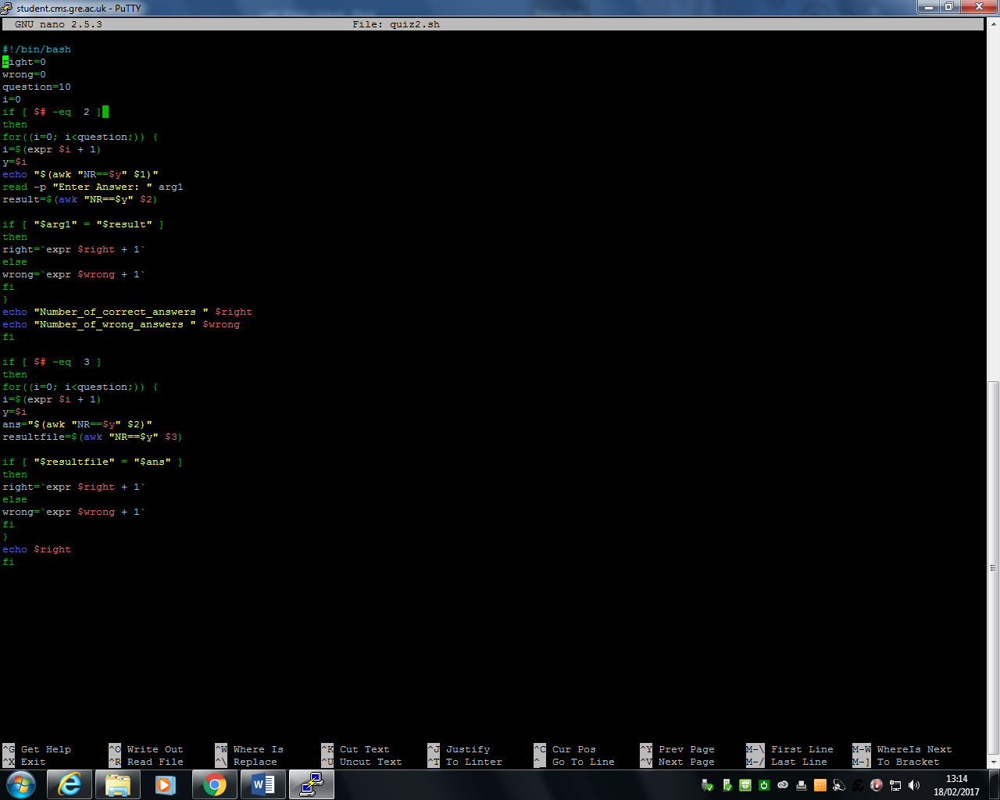 student.cms.gre.ac.uk - PuTTY
GNU nano 2.5.3 File: quiz2.sh
#!/bin/bash
right=0
wrong=0
question=10
i=0
if [ $# -eq  2 ]
then
for((i=0; i<question;)) {
i=$(expr $i + 1)
y=$i
echo "$(awk "NR==$y" $1)"
read -p "Enter Answer: " arg1
result=$(awk "NR==$y" $2)
if [ "$arg1" = "$result" ]
then
right=`expr $right + 1`
else
wrong=`expr $wrong + 1`
fi
}
echo "Number_of_correct_answers " $right
echo "Number_of_wrong_answers " $wrong
fi
if [ $# -eq  3 ]
then
for((i=0; i<question;)) {
i=$(expr $i + 1)
y=$i
ans="$(awk "NR==$y" $2)"
resultfile=$(awk "NR==$y" $3)
if [ "$resultfile" = "$ans" ]
then
right=`expr $right + 1`
else
wrong=`expr $wrong + 1`
fi
}
echo $right
fi
^G Get Help ^O Write Out ^W Where Is ^K Cut Text ^J Justify ^C Cur Pos ^Y Prev Page M-\ First Line M-W WhereIs Next
^X Exit ^R Read File ^\ Replace ^U Uncut Text ^T To Linter ^_ Go To Line ^V Next Page M-/ Last Line M-] To Bracket
13:14
18/02/2017